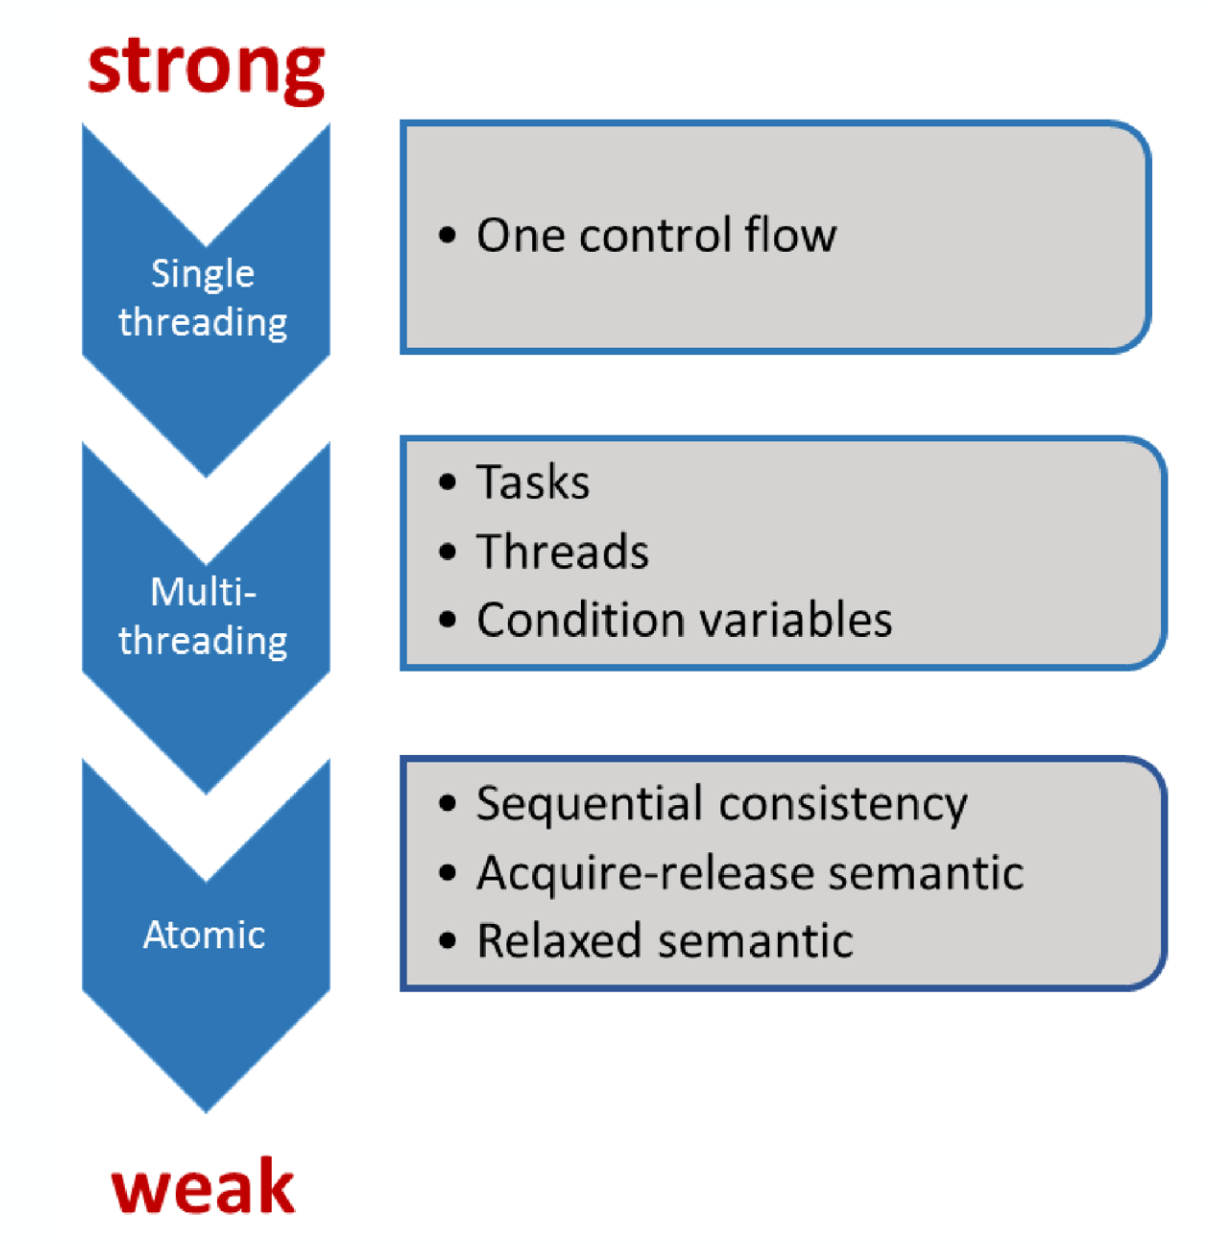 strong
Single
threading
• One control flow
Multi-
threading
• Tasks
• Threads
• Condition variables
Atomic
• Sequential consistency
• Acquire-release semantic
• Relaxed semantic
weak